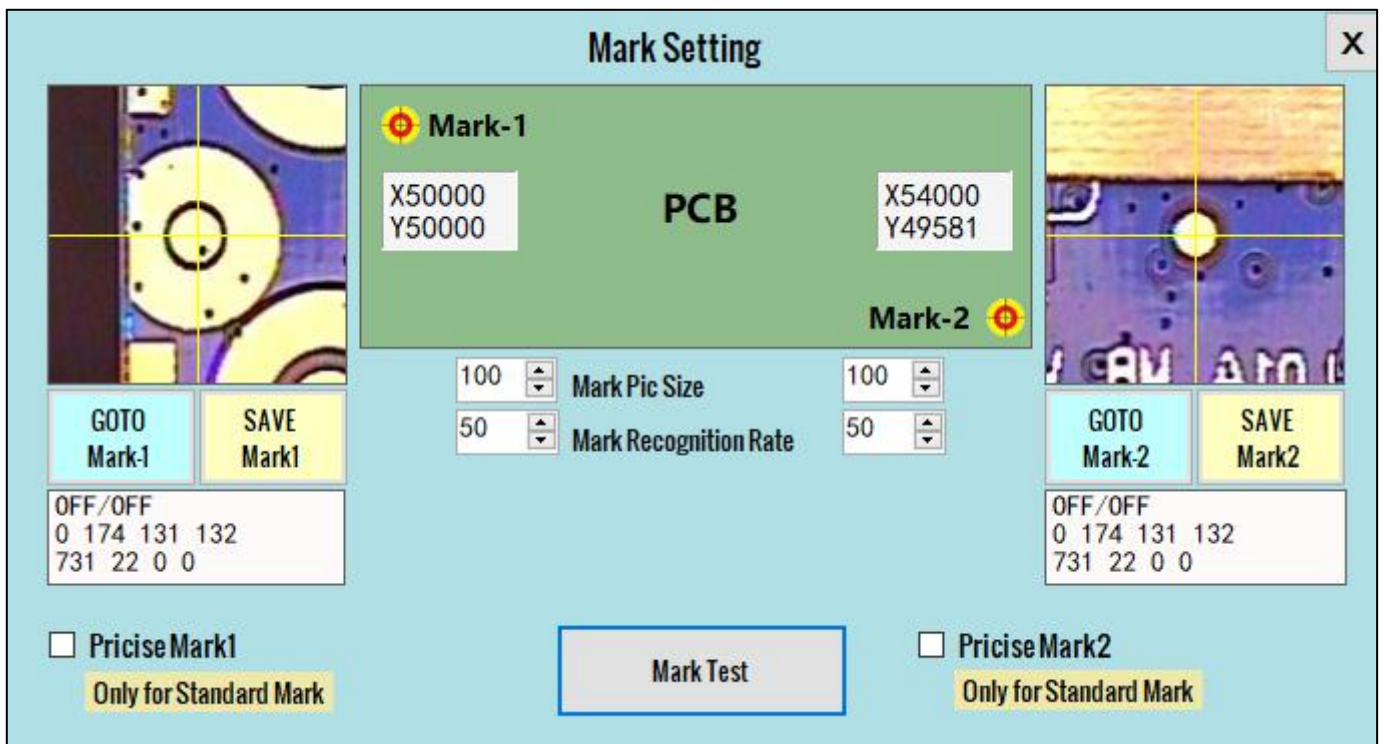 Mark Setting
X
Mark-1
X50000
Y50000
PCB
X54000
Y49581
Mark-2
100
Mark Pic Size
100
50
Mark Recognition Rate
50
GOTO
Mark-1
SAVE
Mark1
GOTO
Mark-2
SAVE
Mark2
OFF/OFF
0 174 131 132
731 22 0 0
OFF/OFF
0 174 131 132
731 22 0 0
Pricise Mark1
Only for Standard Mark
Mark Test
Pricise Mark2
Only for Standard Mark